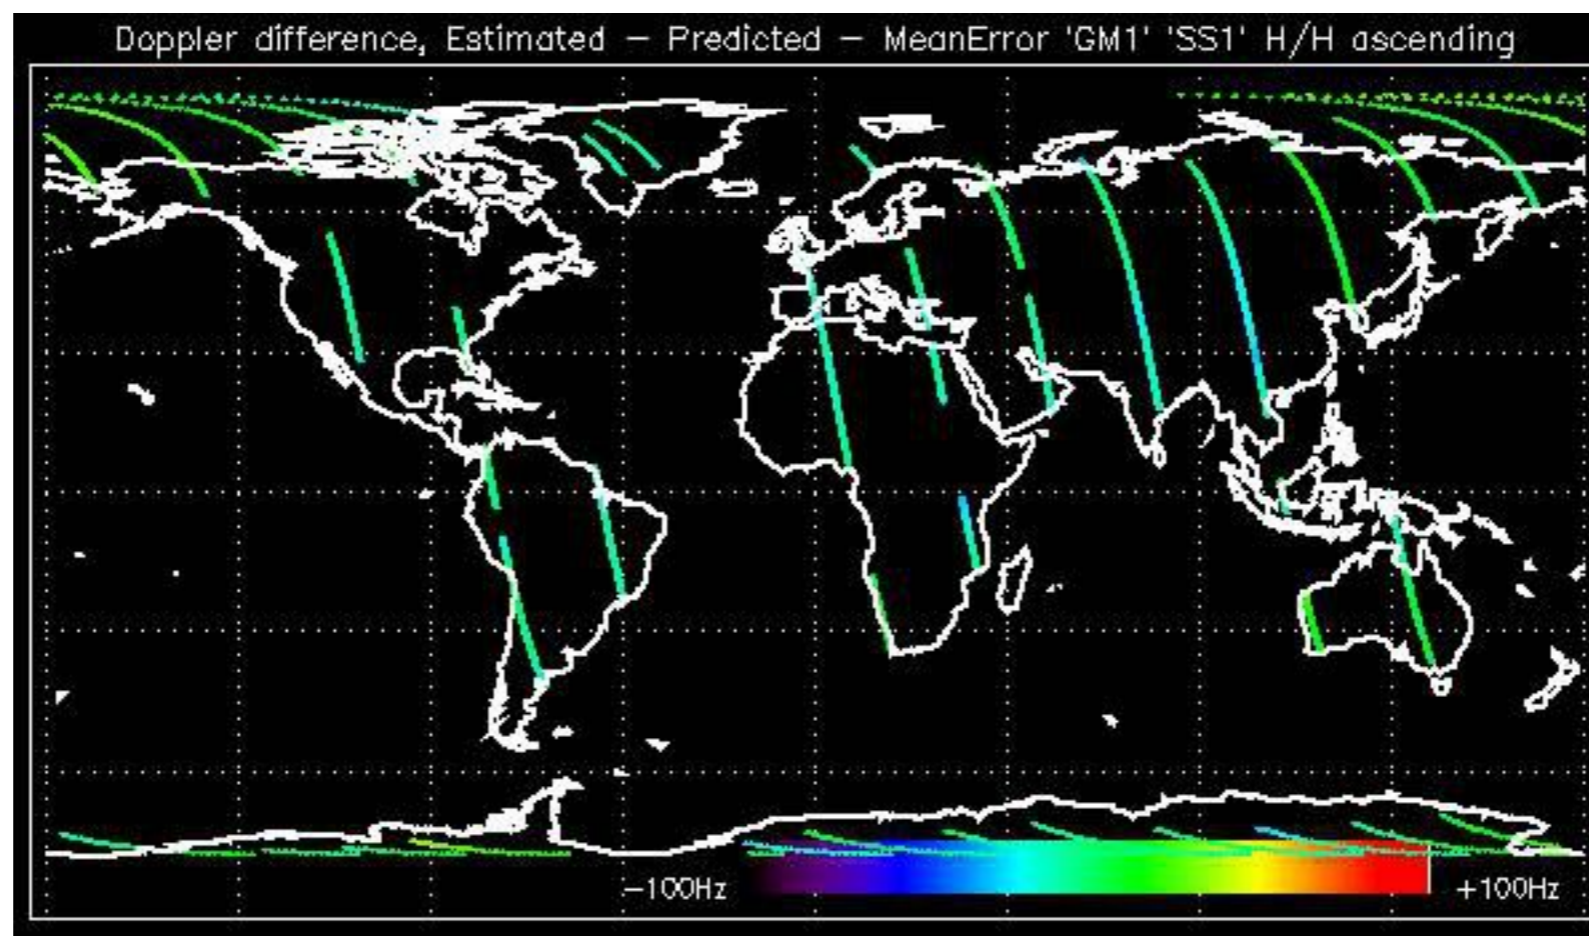 Doppler difference, Estimated — Predicted — MeanError 'GM1' 'SS1' H/H ascending
−100Hz +100Hz